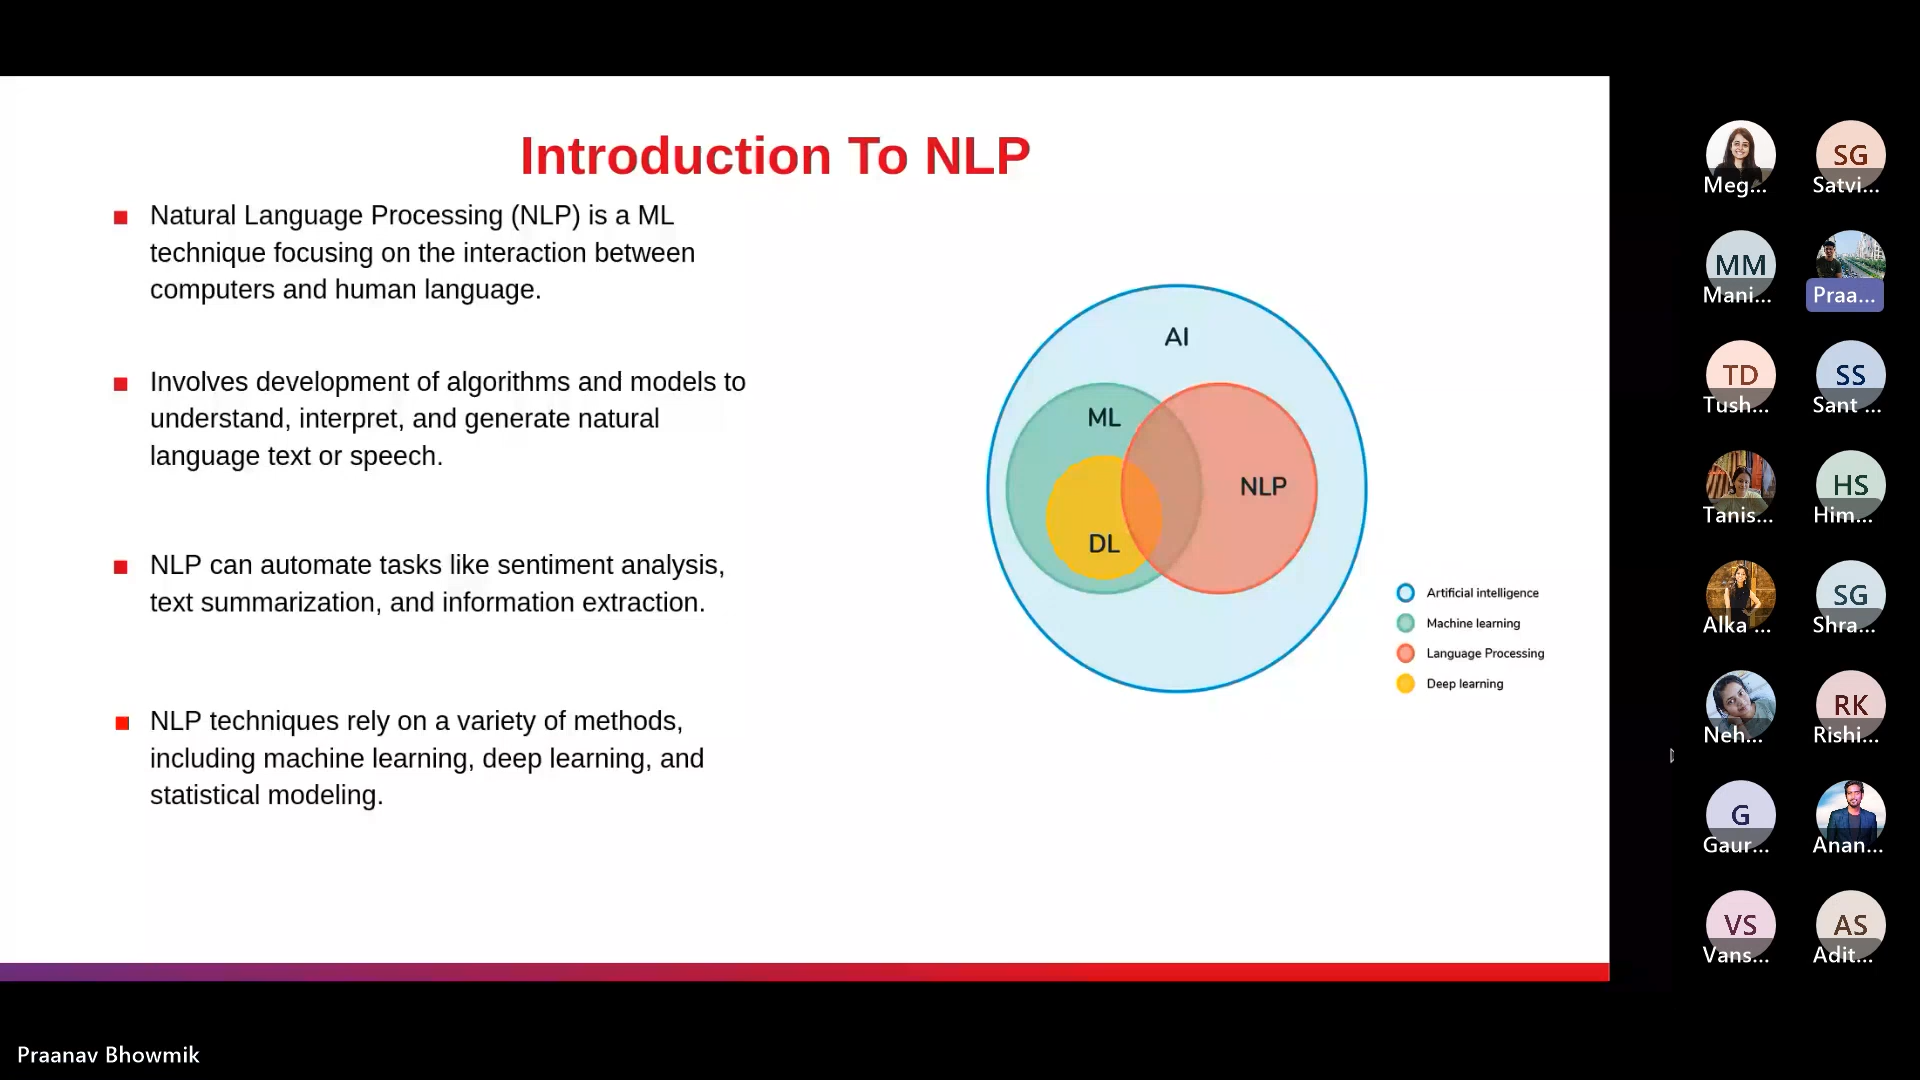 Introduction To NLP
Natural Language Processing (NLP) is a ML
technique focusing on the interaction between
computers and human language.
Involves development of algorithms and models to
understand, interpret, and generate natural
language text or speech.
NLP can automate tasks like sentiment analysis,
text summarization, and information extraction.
NLP techniques rely on a variety of methods,
including machine learning, deep learning, and
statistical modeling.
AI
ML
NLP
DL
Artificial intelligence
Machine learning
Language Processing
Deep learning
SG
Meg... Satvi...
MM
Mani... Praa...
TD SS
Tush... Sant ...
HS
Tanis... Him...
SG
Alka ... Shra...
RK
Neh... Rishi...
G
Gaur... Anan...
VS AS
Vans... Adit...
Praanav Bhowmik